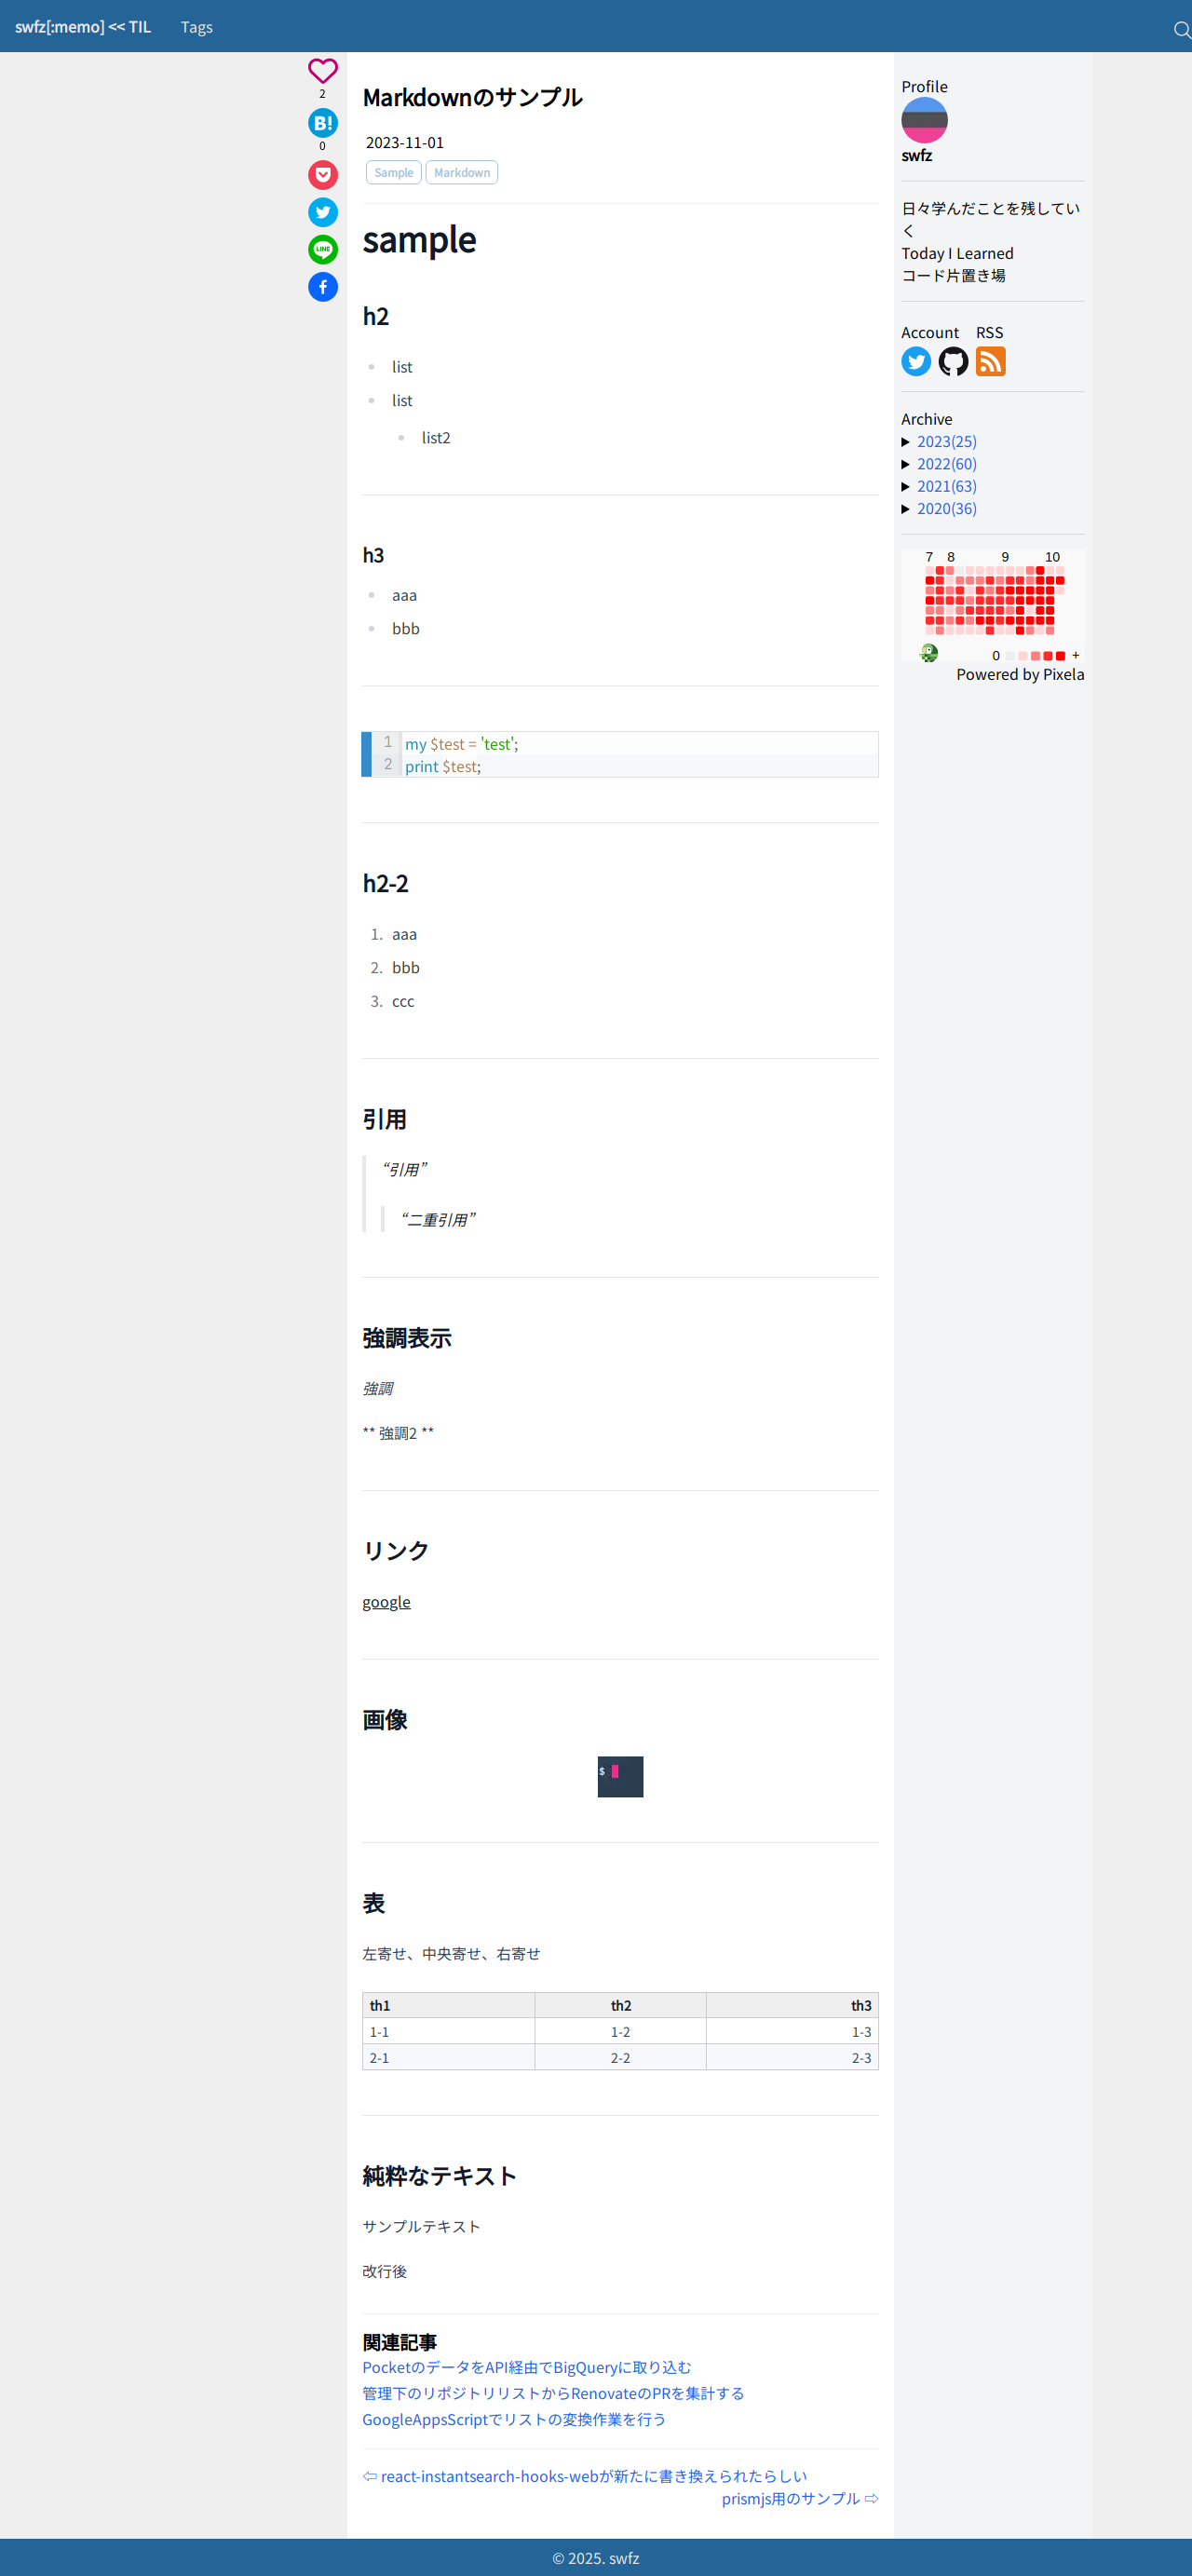 swfz[:memo] << TIL
Tags
2
B!
0
LINE
Markdownのサンプル
2023-11-01
Sample
Markdown
sample
h2
list
list
list2
h3
aaa
bbb
1 my $test = 'test';
2 print $test;
h2-2
1. aaa
2. bbb
3. ccc
引用
“引用”
“二重引用”
強調表示
強調
** 強調2 **
リンク
google
画像
$
表
左寄せ、中央寄せ、右寄せ
th1 th2 th3
1-1 1-2 1-3
2-1 2-2 2-3
純粋なテキスト
サンプルテキスト
改行後
関連記事
PocketのデータをAPI経由でBigQueryに取り込む
管理下のリポジトリリストからRenovateのPRを集計する
GoogleAppsScriptでリストの変換作業を行う
⇦ react-instantsearch-hooks-webが新たに書き換えられたらしい
prismjs用のサンプル ⇨
Profile
swfz
日々学んだことを残してい
く
Today I Learned
コード片置き場
Account
RSS
Archive
2023(25)
2022(60)
2021(63)
2020(36)
7 8 9 10
0 +
Powered by Pixela
© 2025. swfz